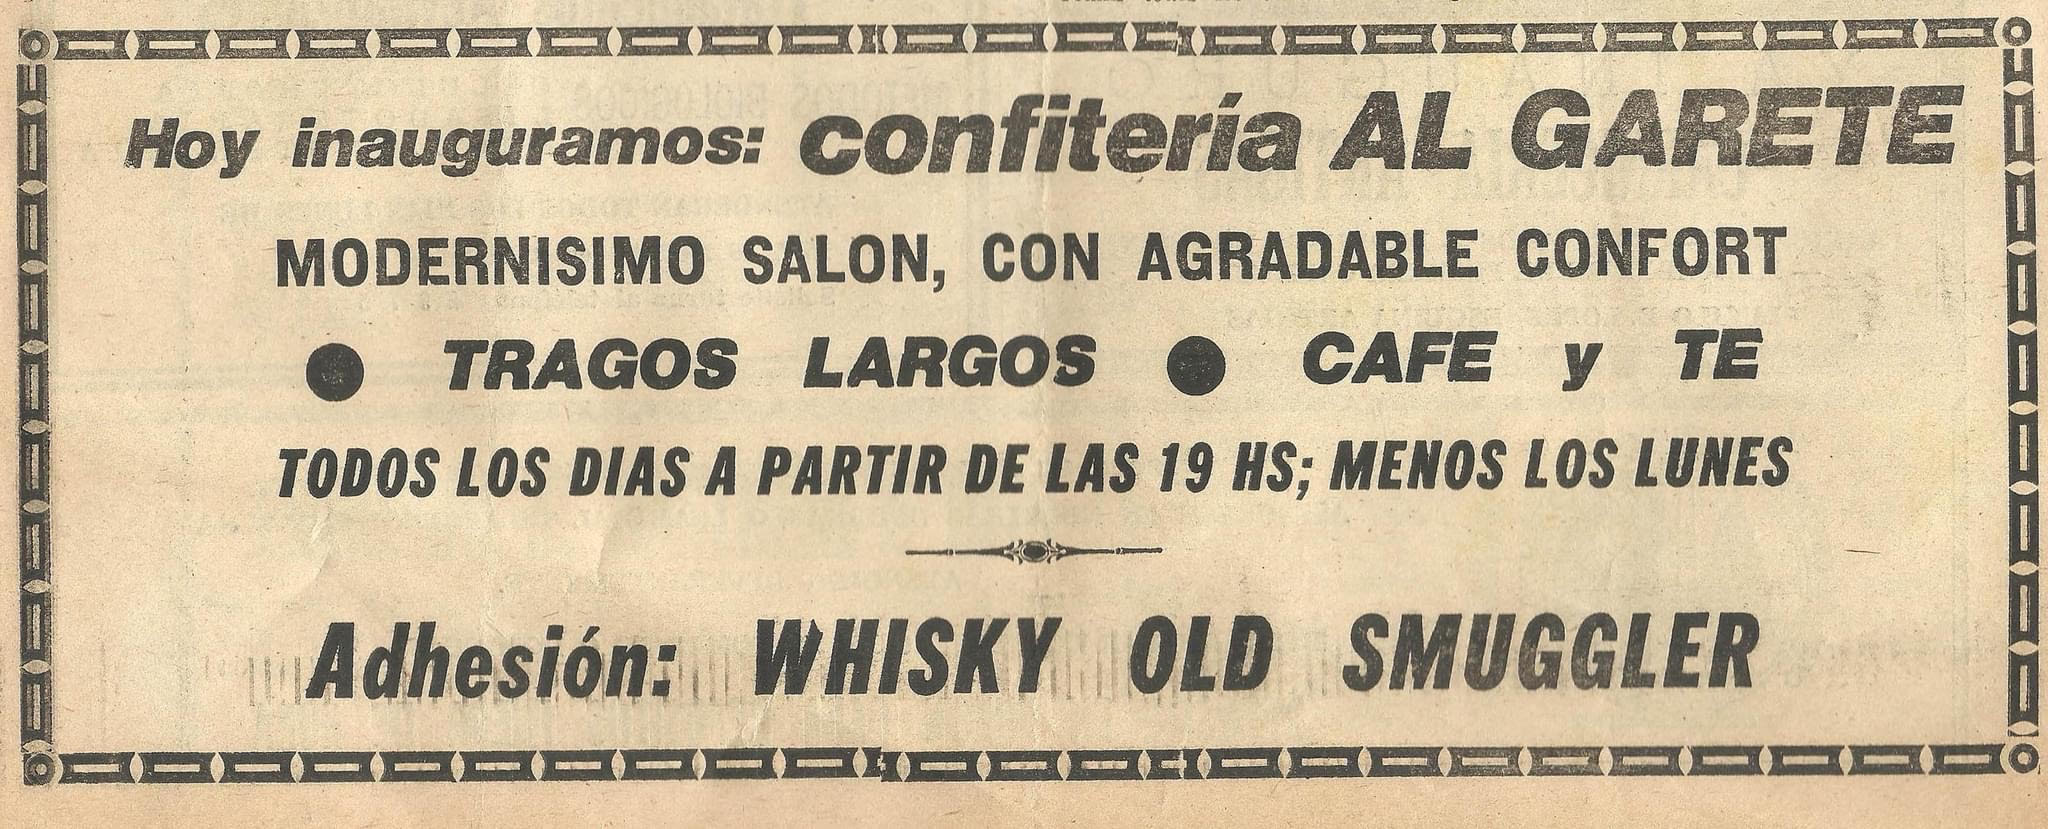 Hoy inauguramos: confitería AL GARETE
MODERNISIMO SALON, CON AGRADABLE CONFORT
● TRAGOS LARGOS ● CAFE y TE
TODOS LOS DIAS A PARTIR DE LAS 19 HS; MENOS LOS LUNES
Adhesión: WHISKY OLD SMUGGLER